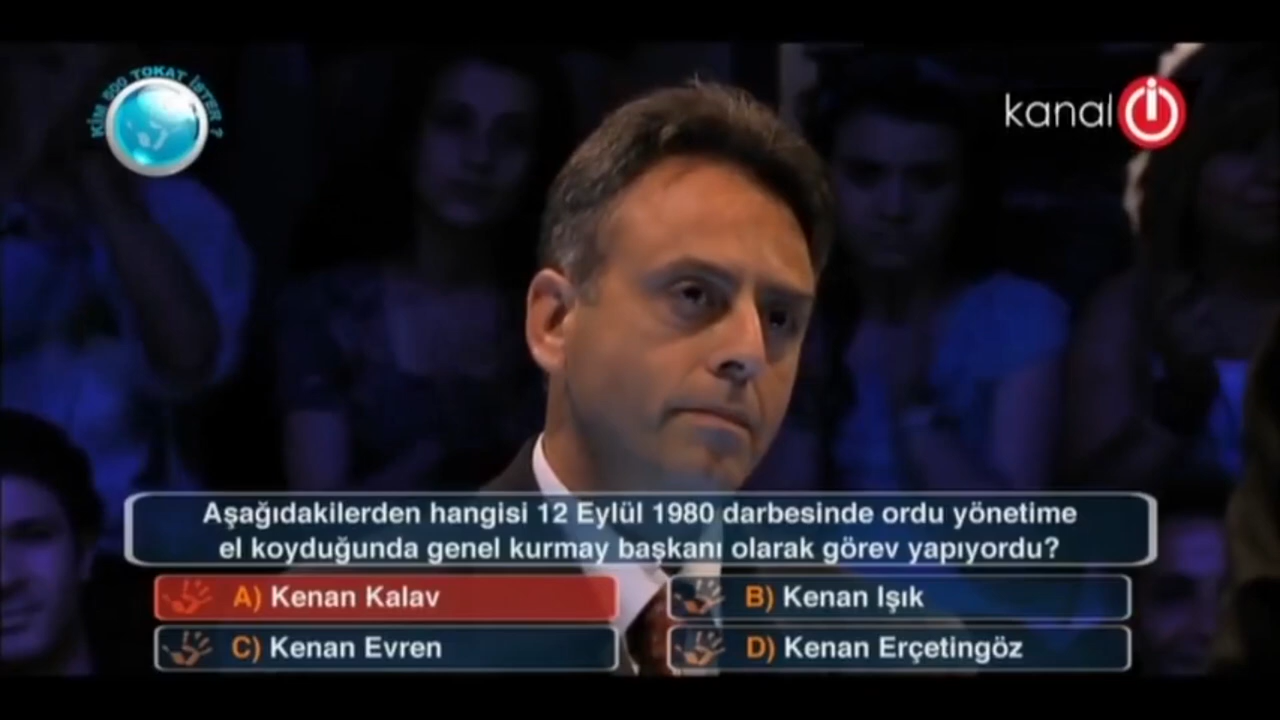 KİM 500 TOKAT İSTER ?
kanal i
Aşağıdakilerden hangisi 12 Eylül 1980 darbesinde ordu yönetime
el koyduğunda genel kurmay başkanı olarak görev yapıyordu?
A) Kenan Kalav
B) Kenan Işık
C) Kenan Evren
D) Kenan Erçetingöz